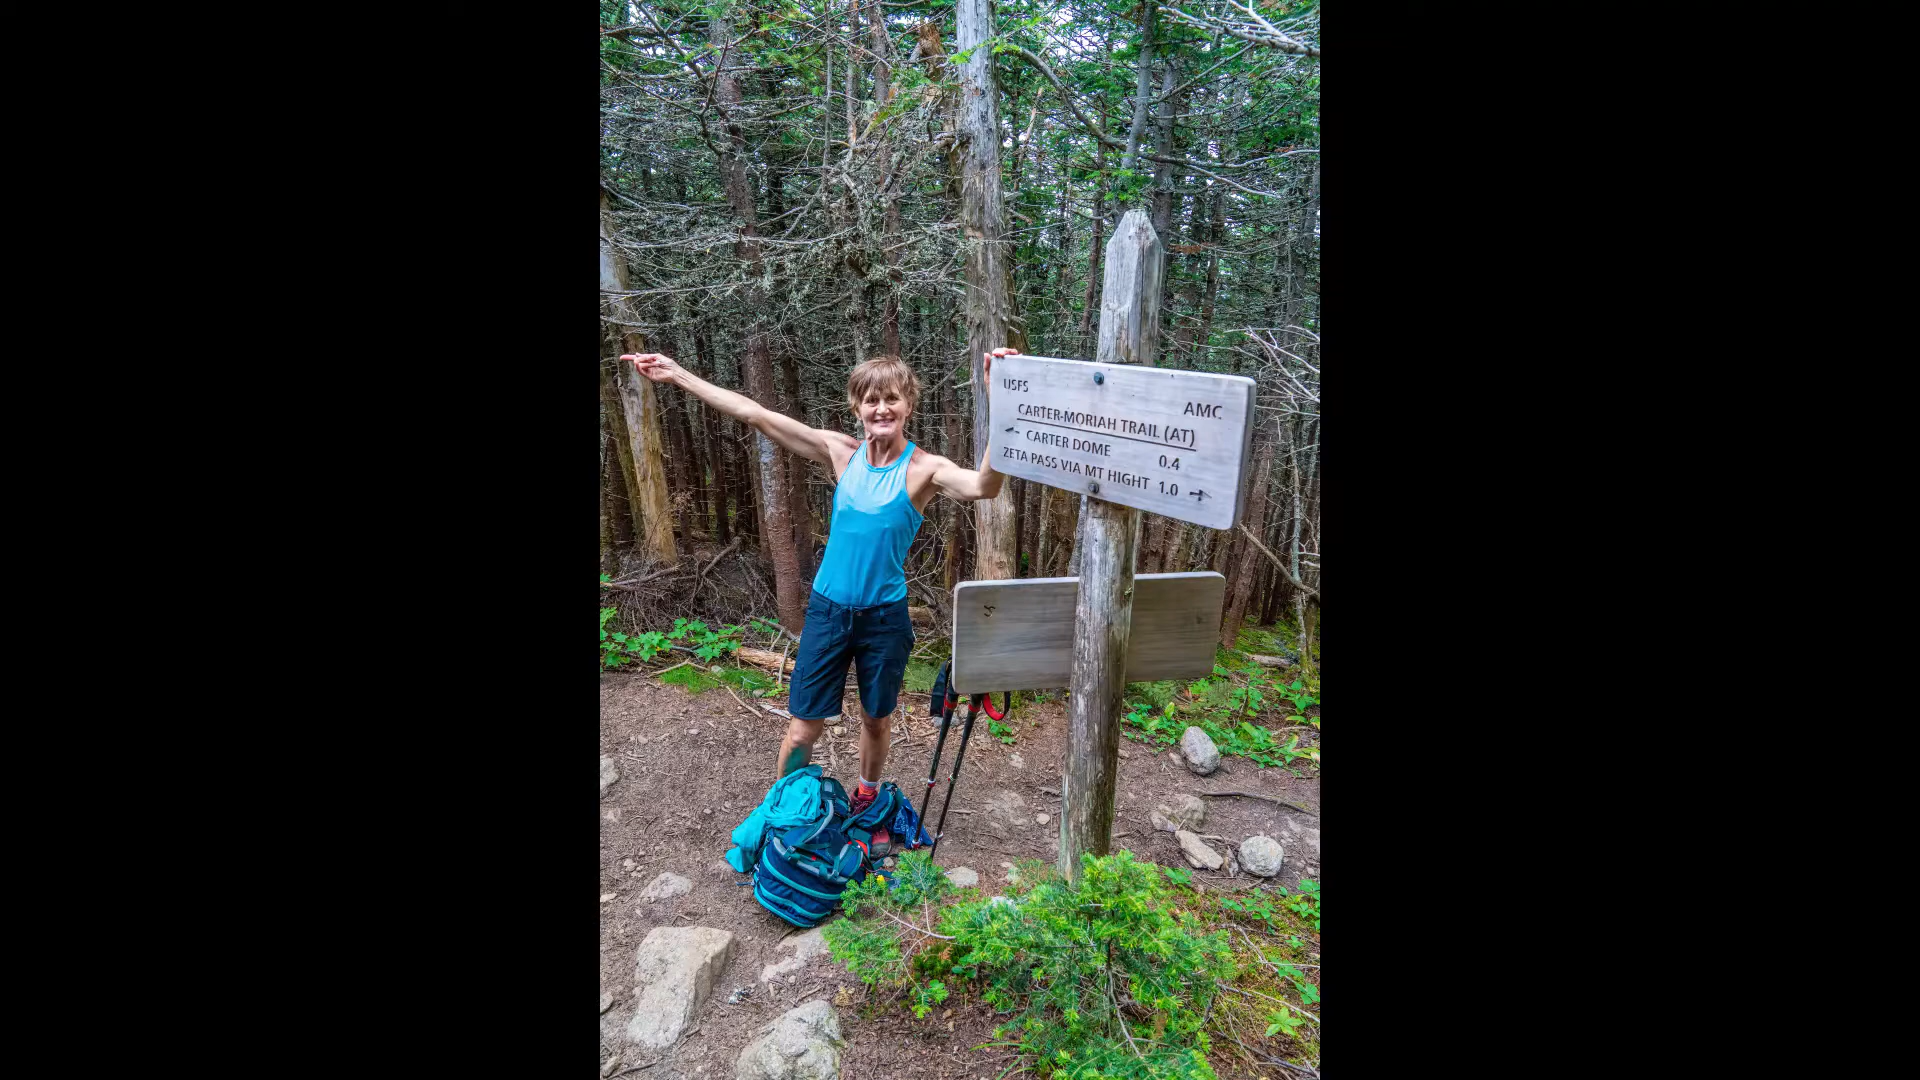 USFS
AMC
CARTER-MORIAH TRAIL (AT)
CARTER DOME 0.4
ZETA PASS VIA MT HIGHT 1.0